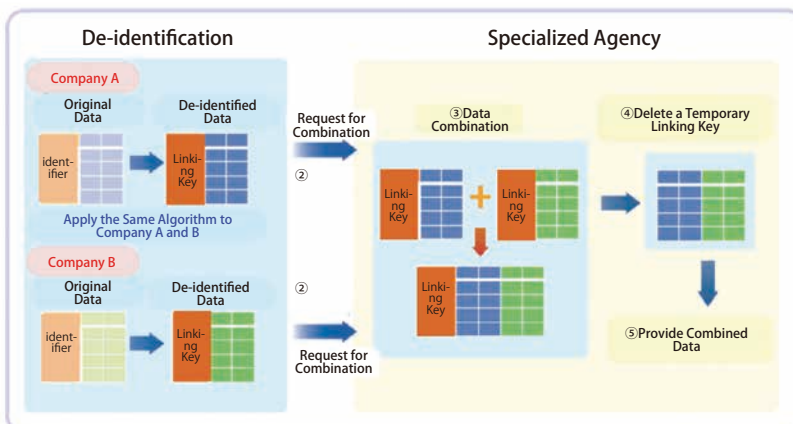 De-identification
Company A
Original
Data
De-identified
Data
ident-
ifier
Linki-
ng
Key
Apply the Same Algorithm to
Company A and B
Company B
Original
Data
De-identified
Data
ident-
ifier
Linki-
ng
Key
Request for
Combination
②
②
Request for
Combination
Specialized Agency
③Data
Combination
Linki-
ng
Key
Linki-
ng
Key
Linki-
ng
Key
④Delete a Temporary
Linking Key
⑤Provide Combined
Data